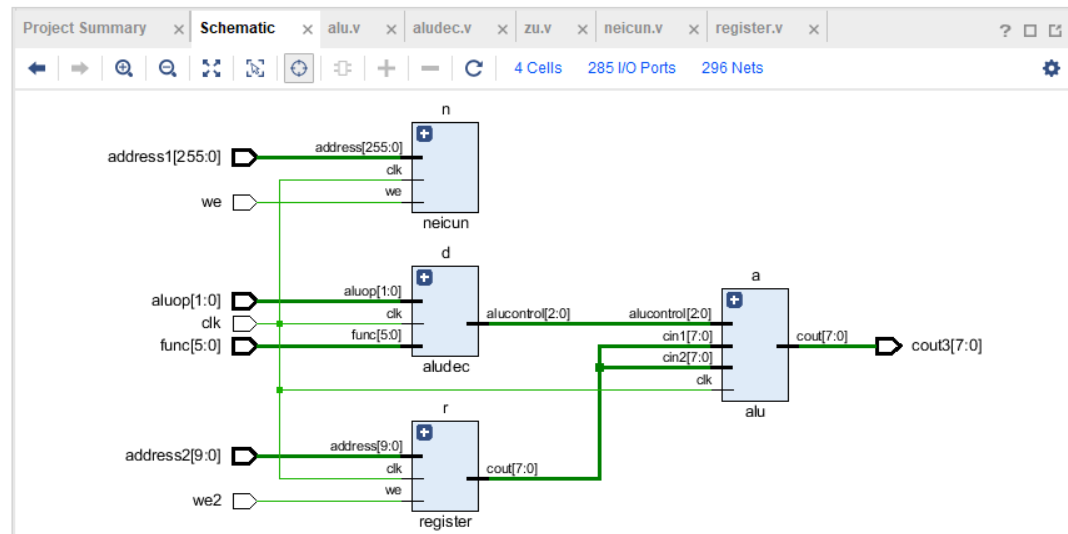 Project Summary × Schematic × alu.v × aludec.v × zu.v × neicun.v × register.v × ?
4 Cells 285 I/O Ports 296 Nets
n
address1[255:0] address[255:0]
clk
we we
neicun
d
a
aluop[1:0] aluop[1:0]
clk clk alucontrol[2:0] alucontrol[2:0]
func[5:0] func[5:0] cin1[7:0] cout[7:0] cout3[7:0]
cin2[7:0]
aludec
clk
alu
r
address2[9:0] address[9:0]
clk cout[7:0]
we2 we
register